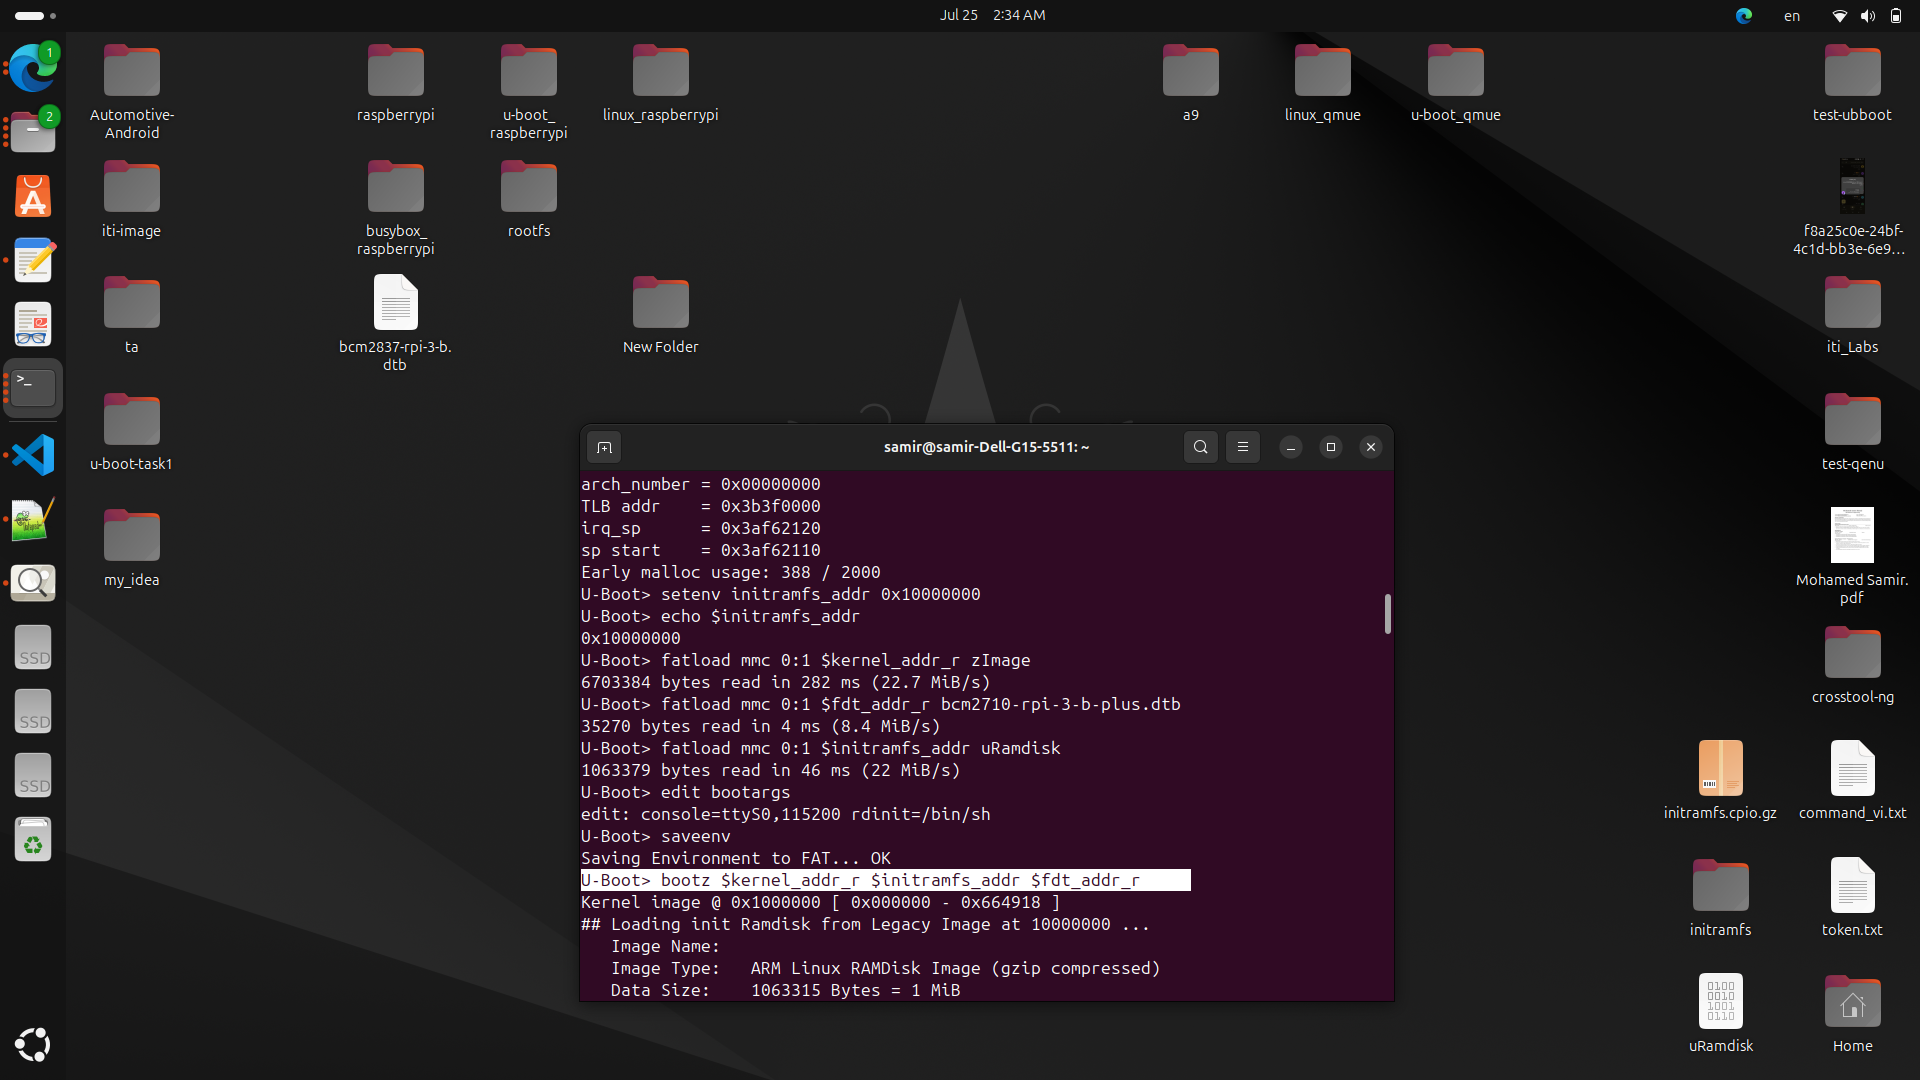 Jul 25 2:34 AM
en
1
2
Automotive-
Android
raspberrypi
u-boot_
raspberrypi
linux_raspberrypi
a9
linux_qmue
u-boot_qmue
test-ubboot
iti-image
busybox_
raspberrypi
rootfs
f8a25c0e-24bf-
4c1d-bb3e-6e9...
ta
bcm2837-rpi-3-b.
dtb
New Folder
iti_Labs
u-boot-task1
test-qenu
my_idea
Mohamed Samir.
pdf
crosstool-ng
initramfs.cpio.gz
command_vi.txt
initramfs
token.txt
uRamdisk
Home
SSD
SSD
SSD
samir@samir-Dell-G15-5511: ~
arch_number = 0x00000000
TLB addr    = 0x3b3f0000
irq_sp      = 0x3af62120
sp start    = 0x3af62110
Early malloc usage: 388 / 2000
U-Boot> setenv initramfs_addr 0x10000000
U-Boot> echo $initramfs_addr
0x10000000
U-Boot> fatload mmc 0:1 $kernel_addr_r zImage
6703384 bytes read in 282 ms (22.7 MiB/s)
U-Boot> fatload mmc 0:1 $fdt_addr_r bcm2710-rpi-3-b-plus.dtb
35270 bytes read in 4 ms (8.4 MiB/s)
U-Boot> fatload mmc 0:1 $initramfs_addr uRamdisk
1063379 bytes read in 46 ms (22 MiB/s)
U-Boot> edit bootargs
edit: console=ttyS0,115200 rdinit=/bin/sh
U-Boot> saveenv
Saving Environment to FAT... OK
U-Boot> bootz $kernel_addr_r $initramfs_addr $fdt_addr_r
Kernel image @ 0x1000000 [ 0x000000 - 0x664918 ]
## Loading init Ramdisk from Legacy Image at 10000000 ...
   Image Name:
   Image Type:   ARM Linux RAMDisk Image (gzip compressed)
   Data Size:    1063315 Bytes = 1 MiB